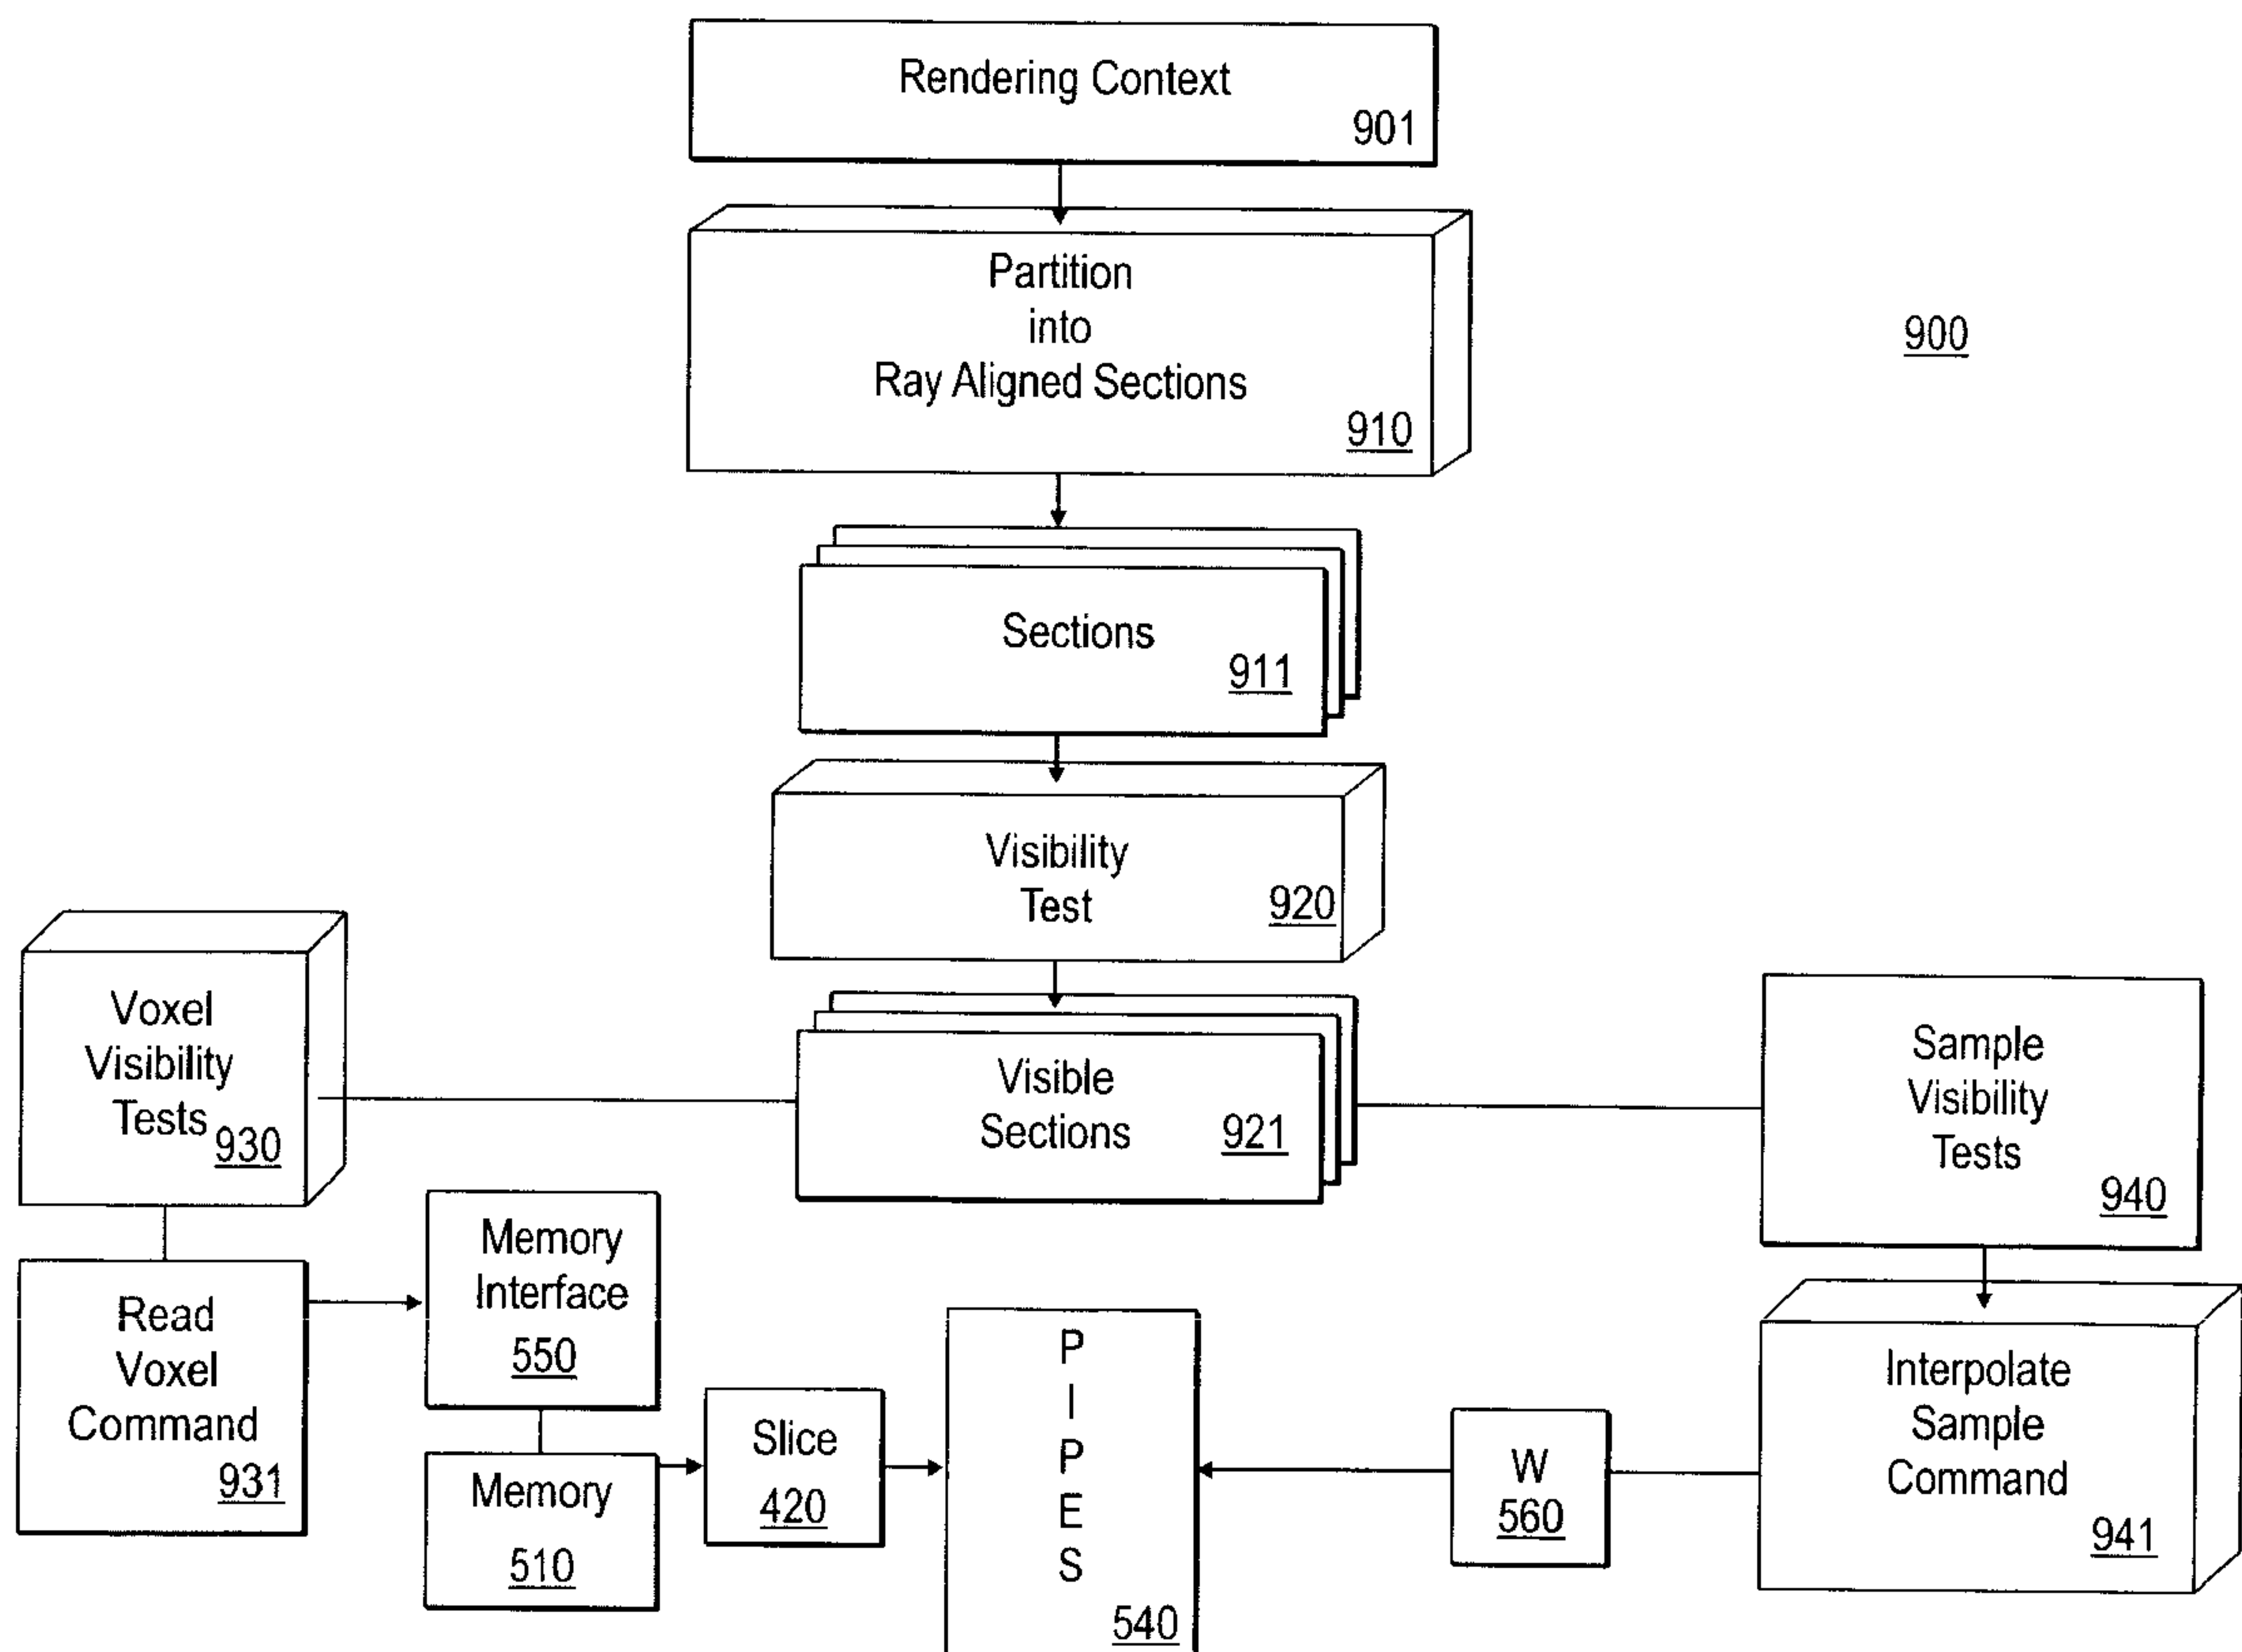 Rendering Context
901
Partition
into
Ray Aligned Sections
910
900
Sections
911
Visibility
Test
920
Voxel
Visibility
Tests
930
Visible
Sections
921
Sample
Visibility
Tests
940
Read
Voxel
Command
931
Memory
Interface
550
Memory
510
Slice
420
P
I
P
E
S
540
W
560
Interpolate
Sample
Command
941